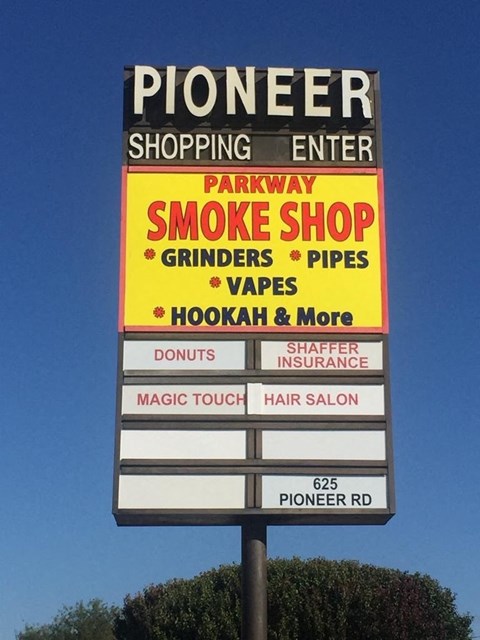 PIONEER
SHOPPING ENTER
PARKWAY
SMOKE SHOP
* GRINDERS * PIPES
* VAPES
* HOOKAH & More
DONUTS
SHAFFER
INSURANCE
MAGIC TOUCH HAIR SALON
625
PIONEER RD